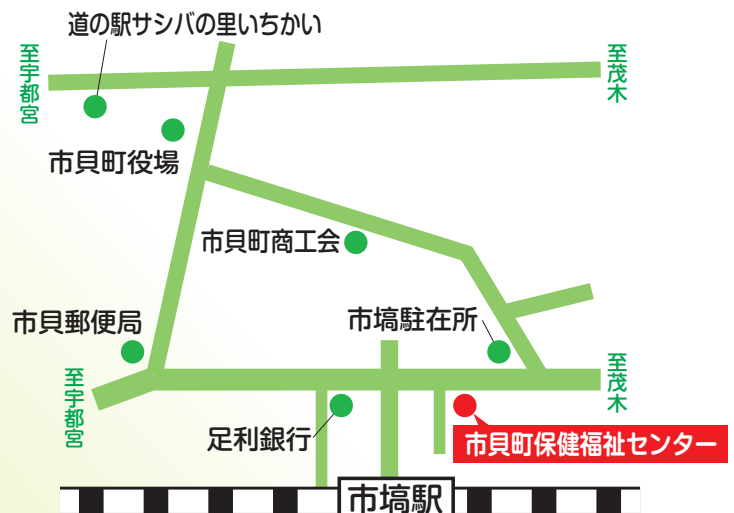 道の駅サシバの里いちかい
至宇都宮
至茂木
市貝町役場
市貝町商工会
市貝郵便局
市塙駐在所
至宇都宮
至茂木
足利銀行
市貝町保健福祉センター
市塙駅